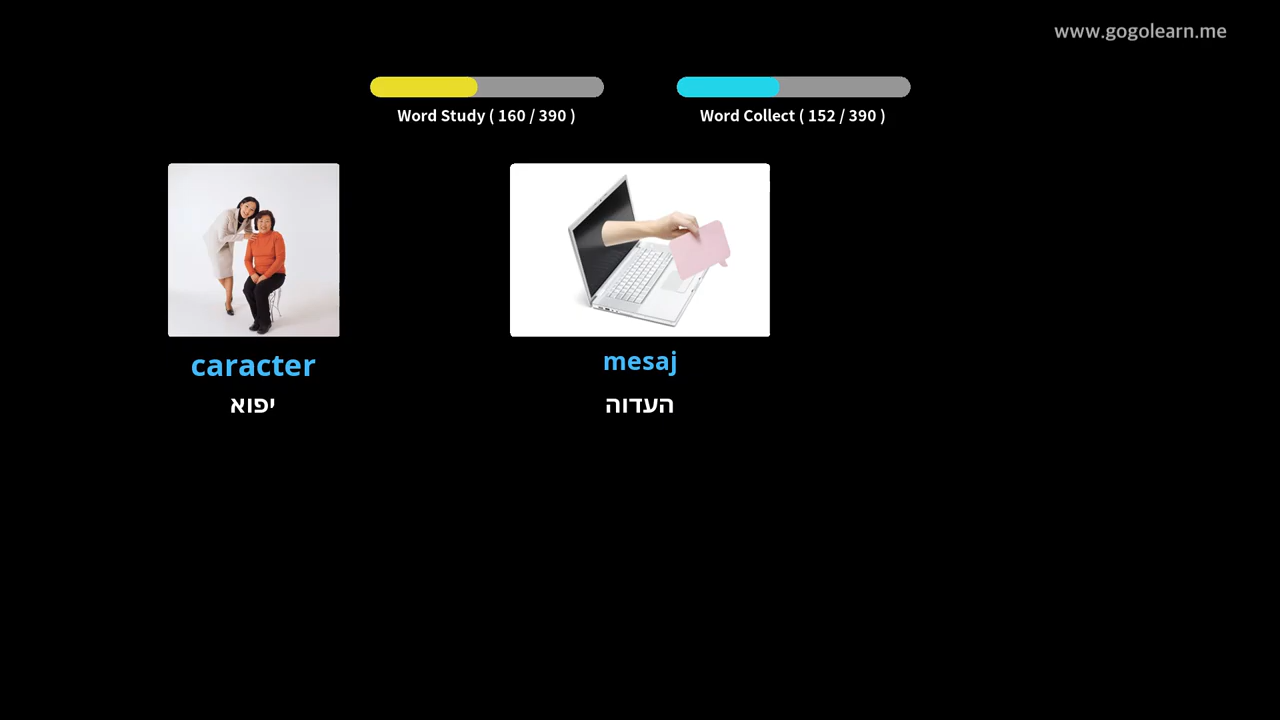 www.gogolearn.me
Word Study ( 160 / 390 )
Word Collect ( 152 / 390 )
caracter
יפוא
mesaj
העדוה